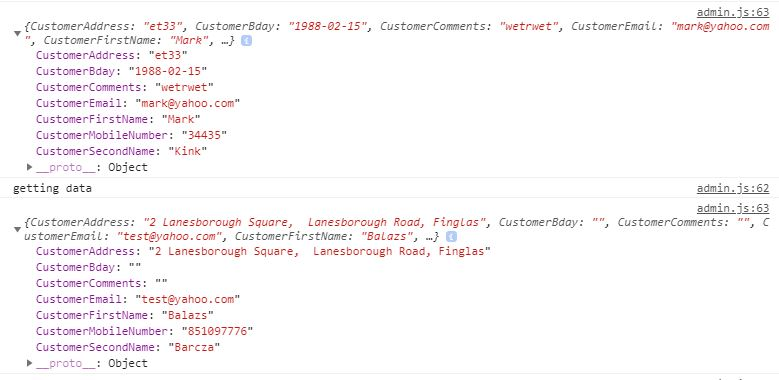 admin.js:63
{CustomerAddress: "et33", CustomerBday: "1988-02-15", CustomerComments: "wetrwet", CustomerEmail: "mark@yahoo.com
", CustomerFirstName: "Mark", …} i
CustomerAddress: "et33"
CustomerBday: "1988-02-15"
CustomerComments: "wetrwet"
CustomerEmail: "mark@yahoo.com"
CustomerFirstName: "Mark"
CustomerMobileNumber: "34435"
CustomerSecondName: "Kink"
__proto__: Object
getting data admin.js:62
admin.js:63
{CustomerAddress: "2 Lanesborough Square,  Lanesborough Road, Finglas", CustomerBday: "", CustomerComments: "", C
ustomerEmail: "test@yahoo.com", CustomerFirstName: "Balazs", …} i
CustomerAddress: "2 Lanesborough Square,  Lanesborough Road, Finglas"
CustomerBday: ""
CustomerComments: ""
CustomerEmail: "test@yahoo.com"
CustomerFirstName: "Balazs"
CustomerMobileNumber: "851097776"
CustomerSecondName: "Barcza"
__proto__: Object